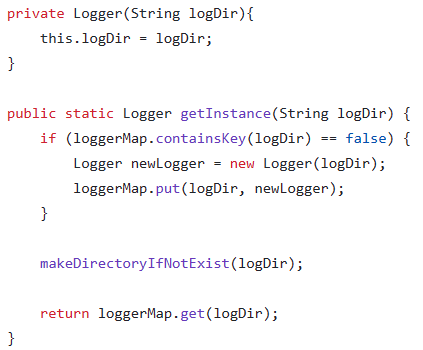 private Logger(String logDir){
    this.logDir = logDir;
}

public static Logger getInstance(String logDir) {
    if (loggerMap.containsKey(logDir) == false) {
        Logger newLogger = new Logger(logDir);
        loggerMap.put(logDir, newLogger);
    }

    makeDirectoryIfNotExist(logDir);

    return loggerMap.get(logDir);
}